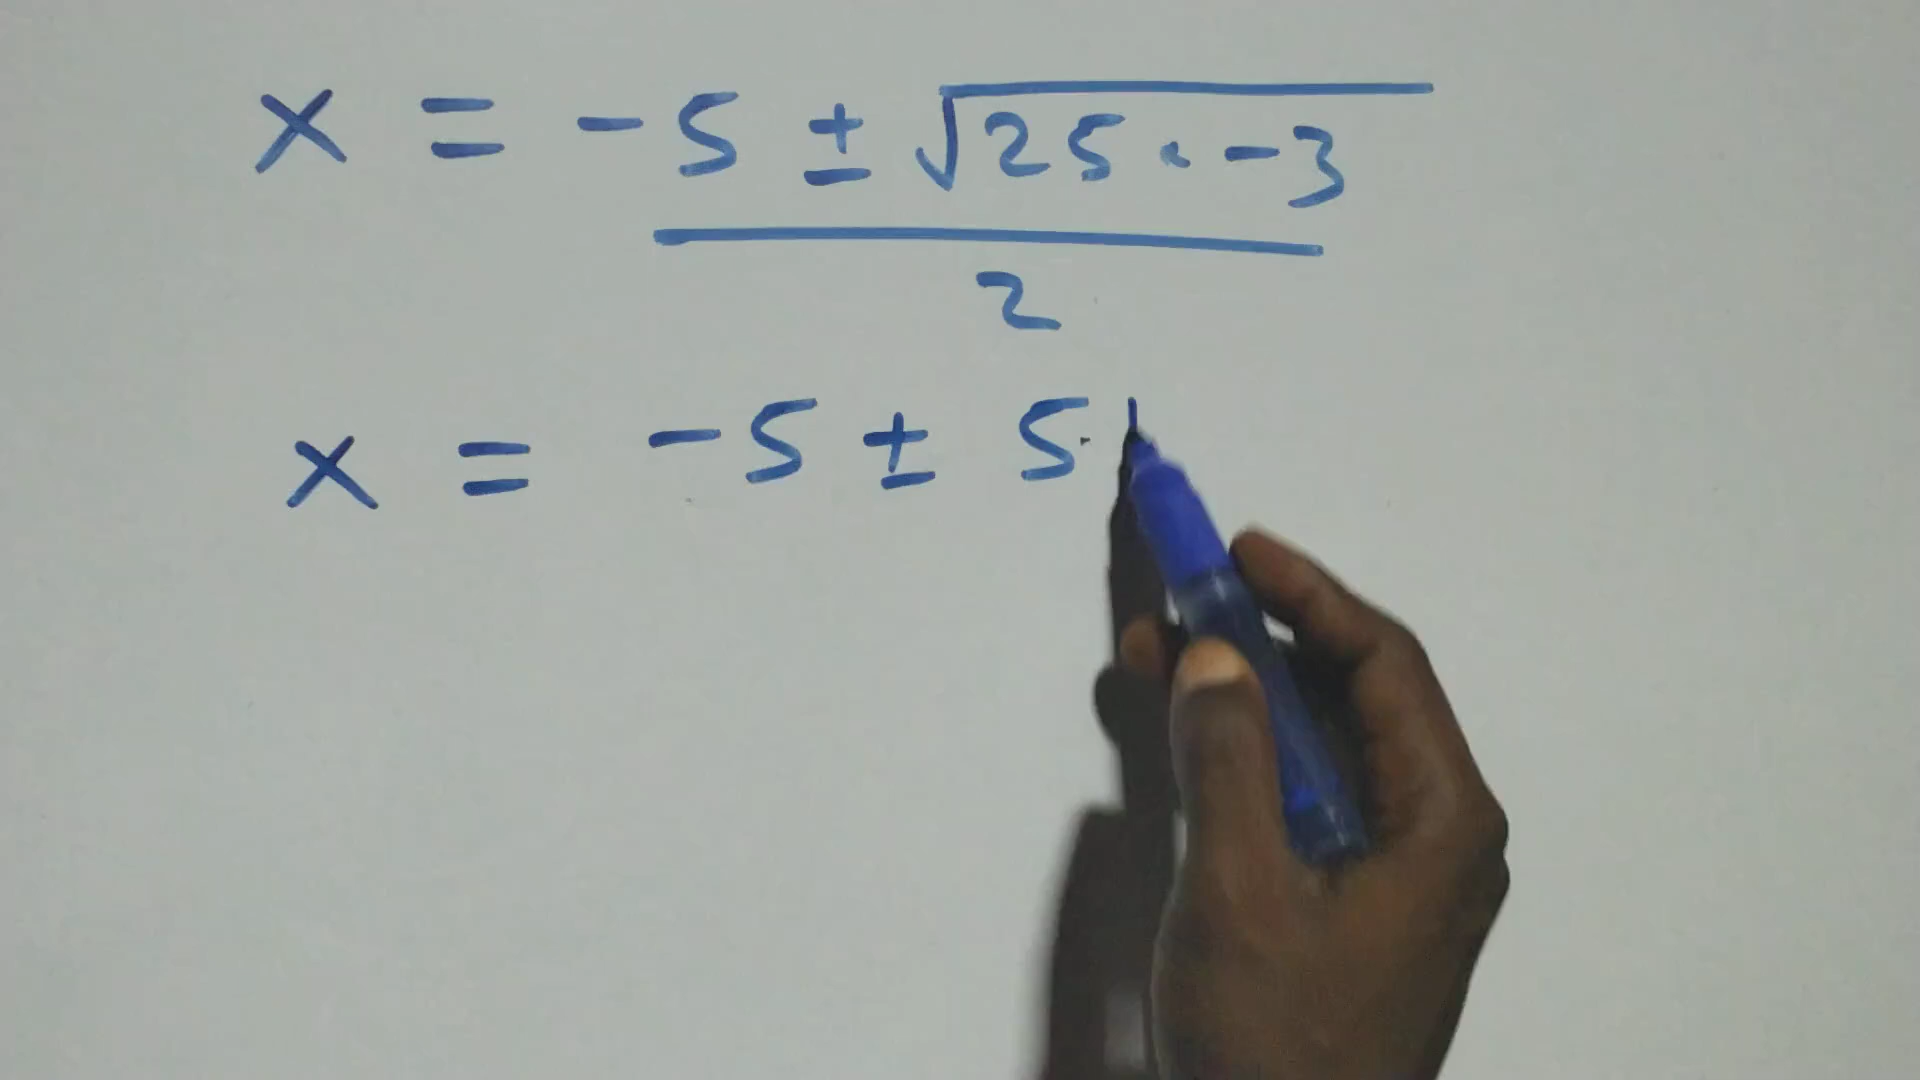 x = -5 ± √25 · -3
2
x = -5 ± 5